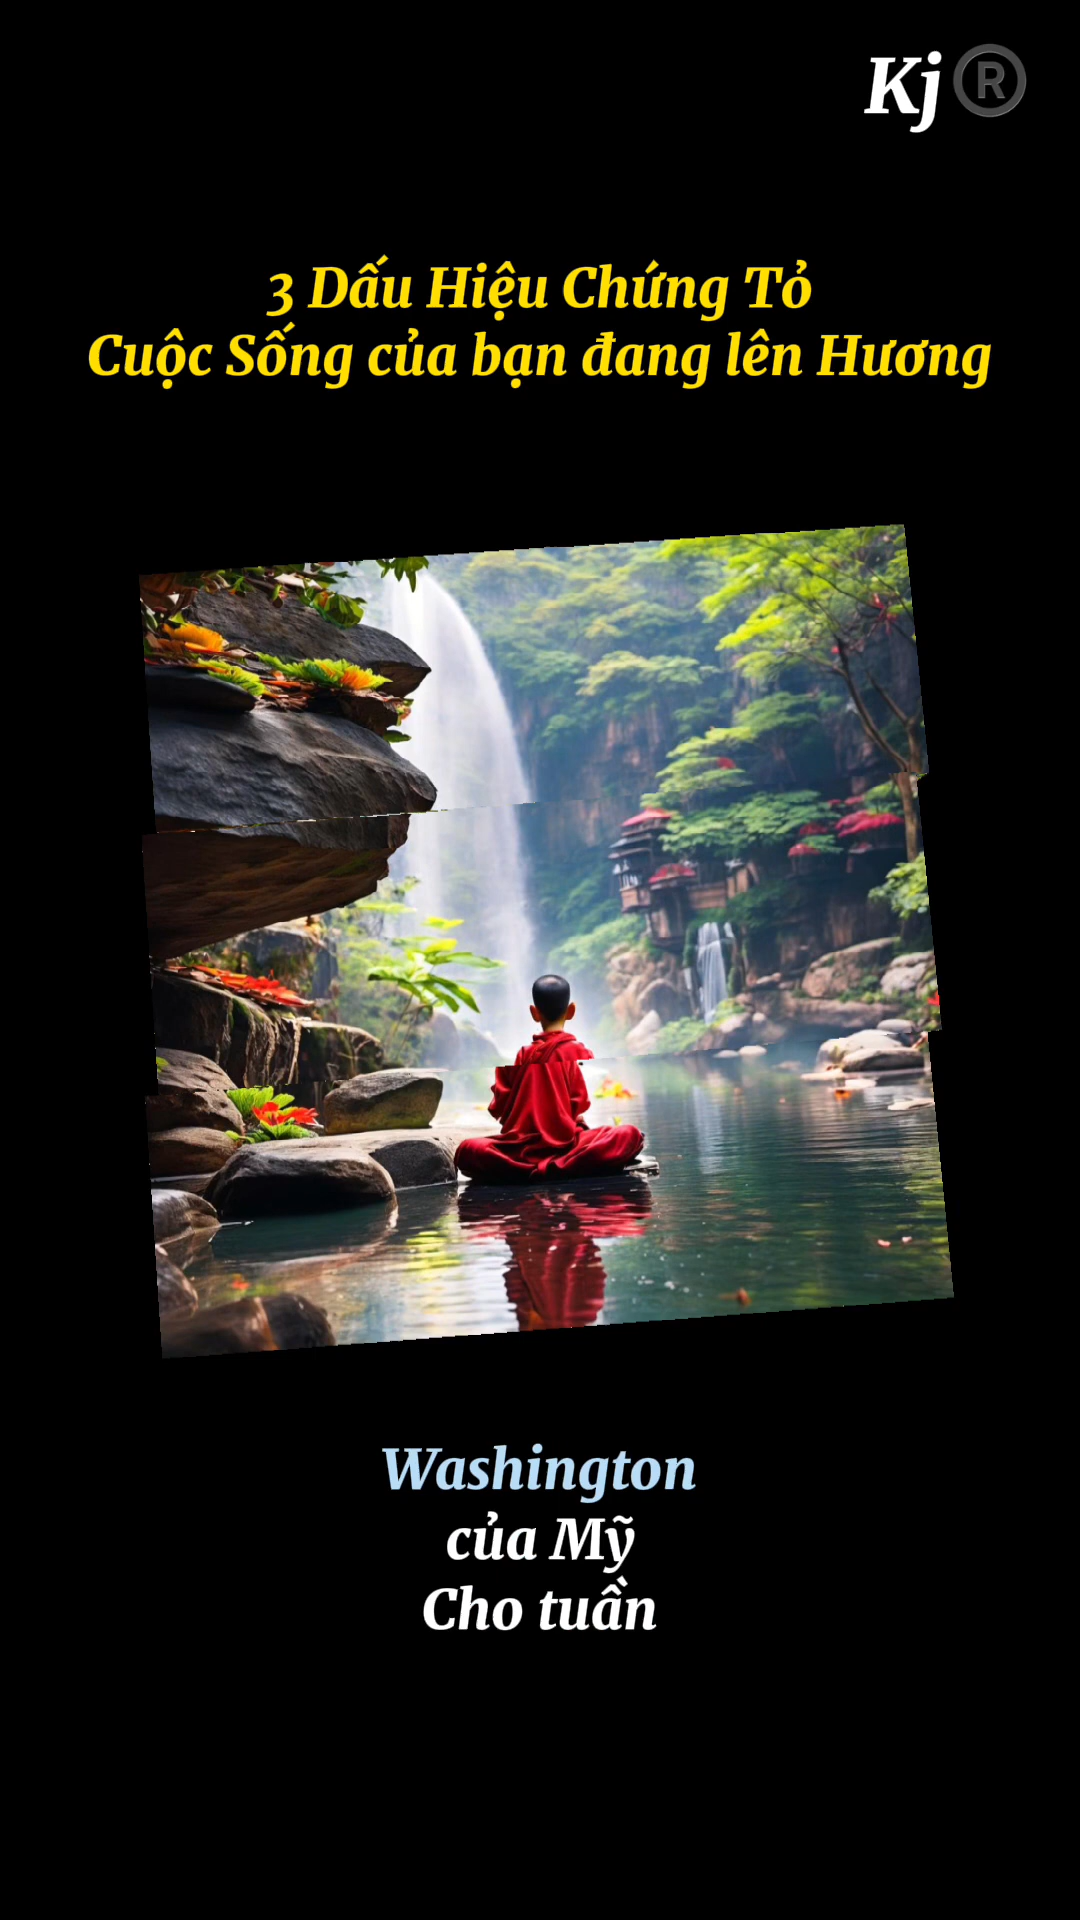 Kj®
3 Dấu Hiệu Chứng Tỏ
Cuộc Sống của bạn đang lên Hương
Washington
của Mỹ
Cho tuần